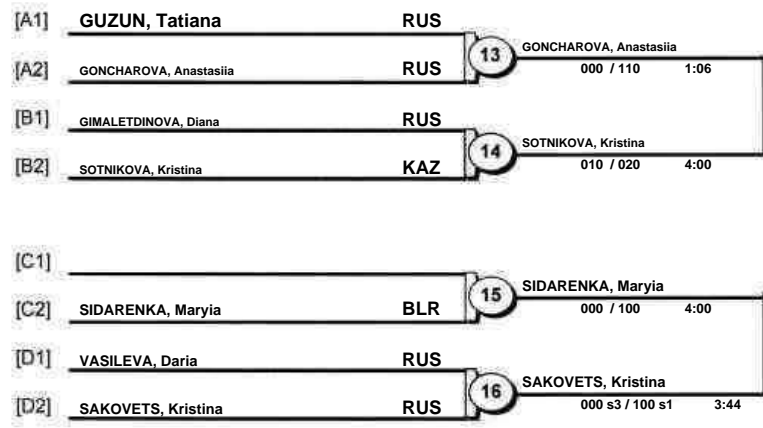 [A1] GUZUN, Tatiana RUS
13 GONCHAROVA, Anastasiia
[A2] GONCHAROVA, Anastasiia RUS
000 / 110 1:06
[B1] GIMALETDINOVA, Diana RUS
14 SOTNIKOVA, Kristina
[B2] SOTNIKOVA, Kristina KAZ
010 / 020 4:00
[C1]
15 SIDARENKA, Maryia
[C2] SIDARENKA, Maryia BLR
000 / 100 4:00
[D1] VASILEVA, Daria RUS
16 SAKOVETS, Kristina
[D2] SAKOVETS, Kristina RUS
000 s3 / 100 s1 3:44